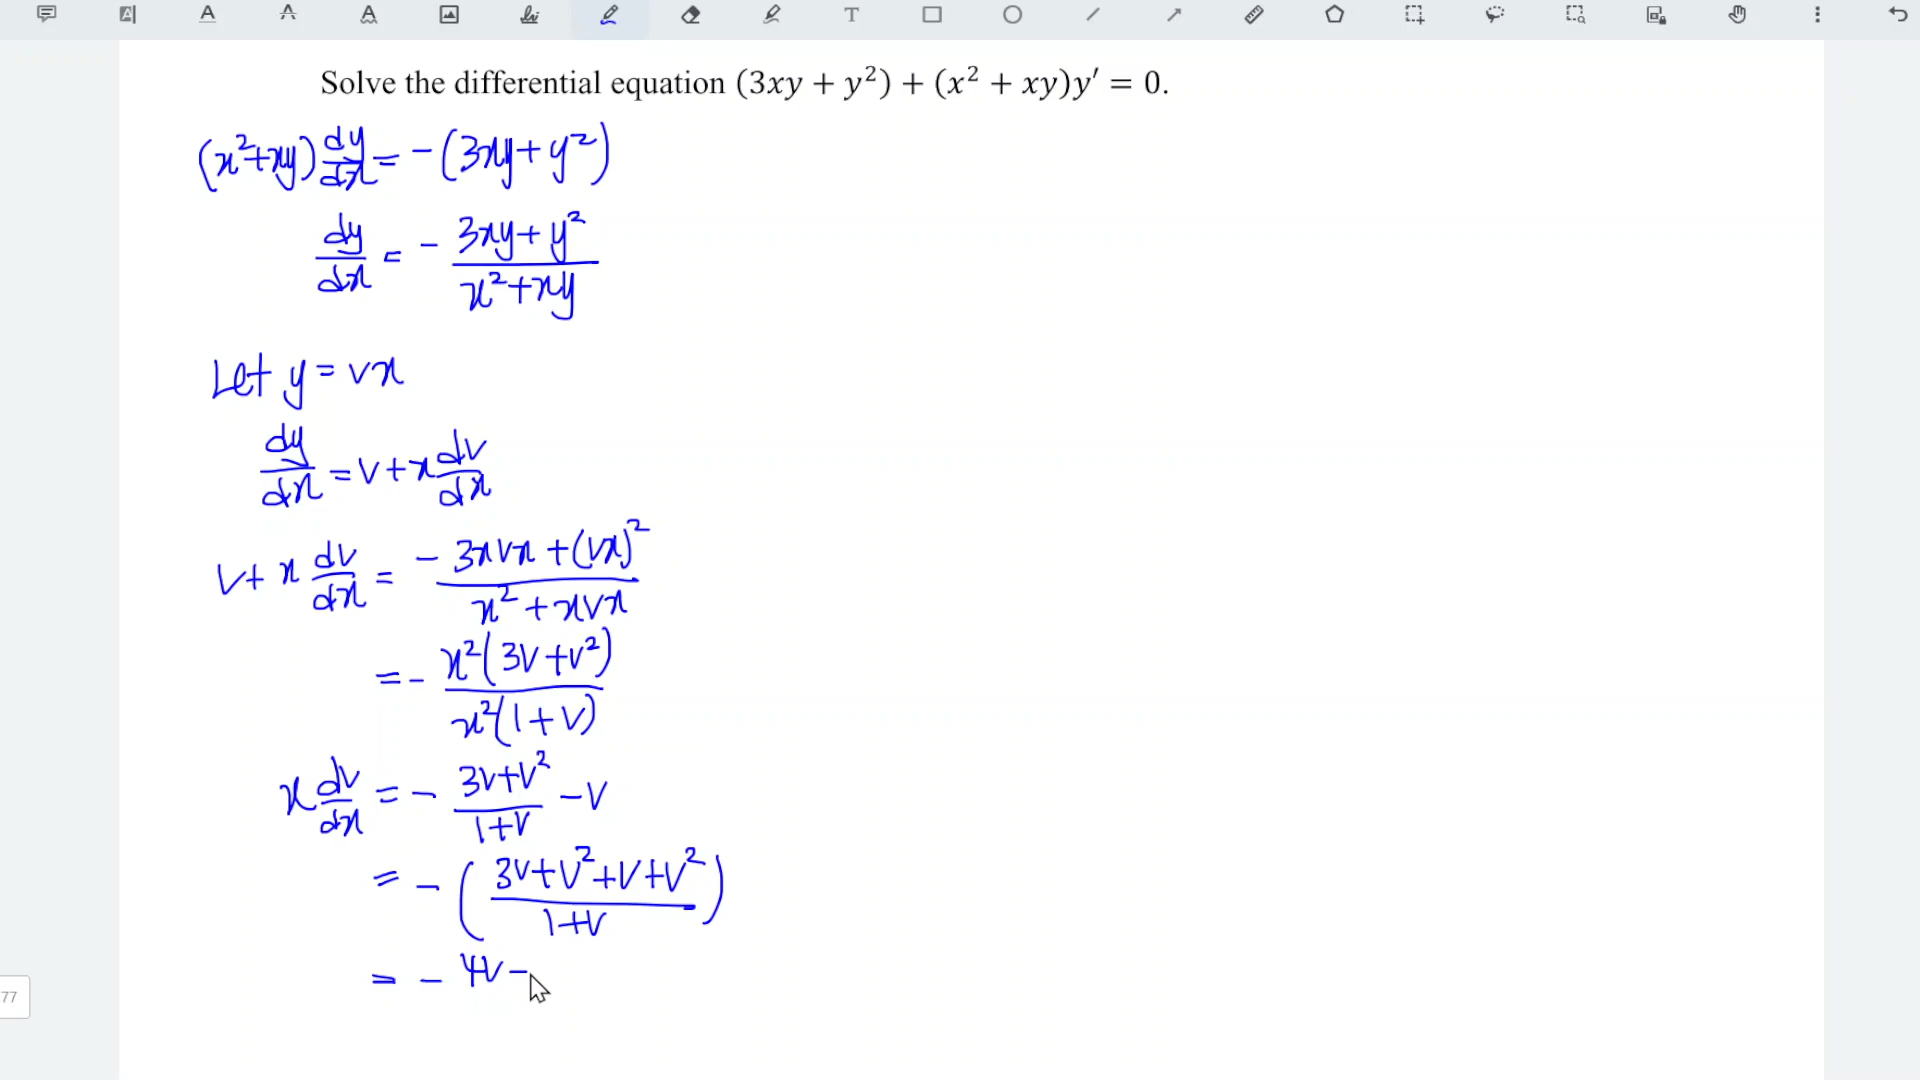 Solve the differential equation (3xy + y²) + (x² + xy)y′ = 0.
(x²+xy) dy/dx = -(3xy+y²)
dy/dx = - (3xy+y²)/(x²+xy)
Let y = vx
dy/dx = v + x dv/dx
v + x dv/dx = - (3xvx + (vx)²)/(x² + xvx)
= - x²(3v+v²)/x²(1+v)
x dv/dx = - (3v+v²)/(1+v) - v
= - ((3v+v²+v+v²)/(1+v))
= - 4v -
77